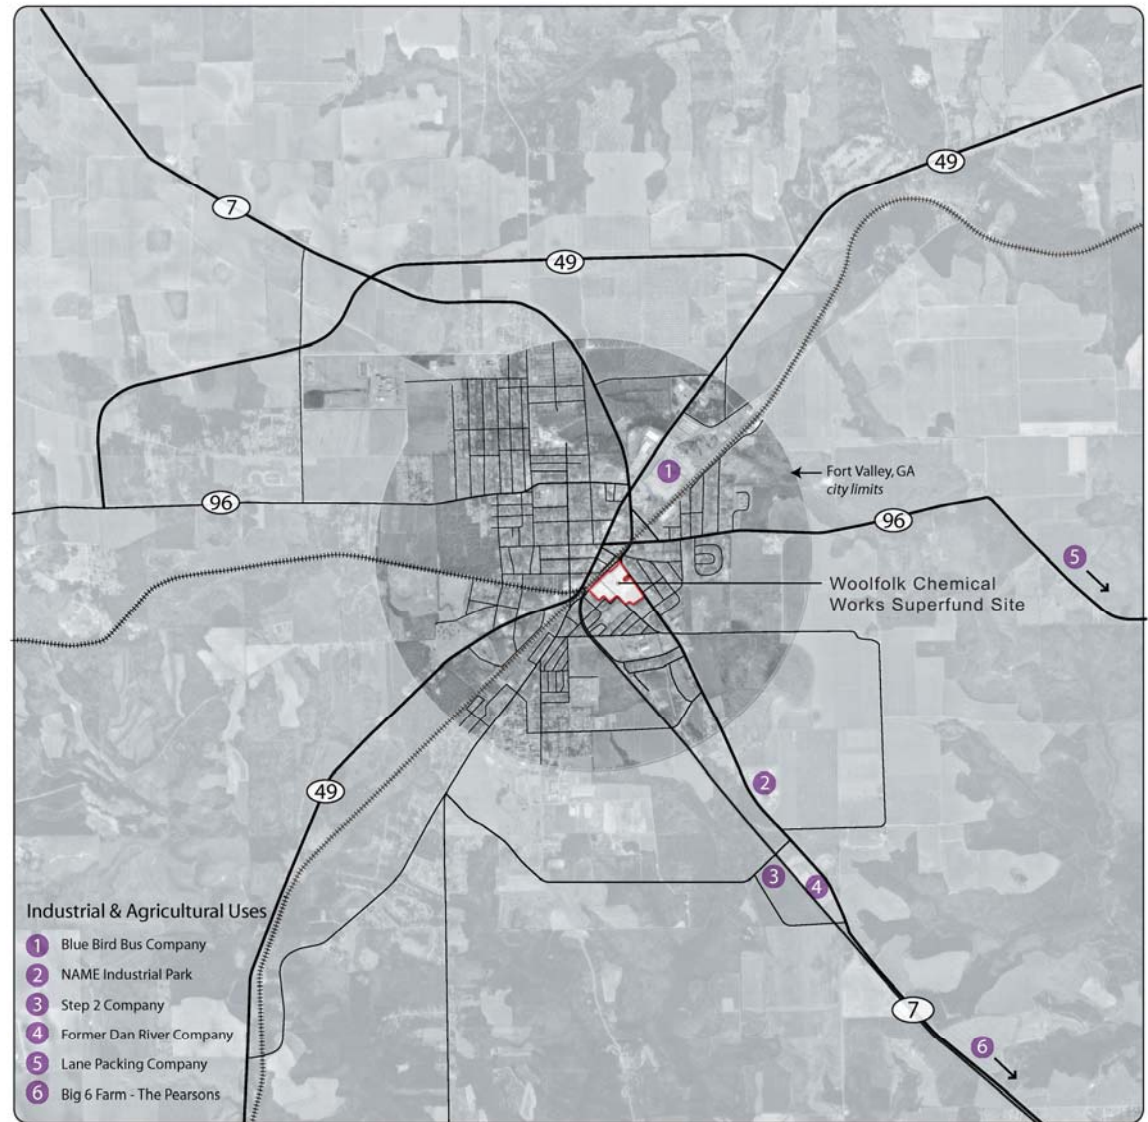 49
7
49
1
Fort Valley, GA
city limits
96
96
5
Woolfolk Chemical
Works Superfund Site
2
49
3
4
7
6
Industrial & Agricultural Uses
1 Blue Bird Bus Company
2 NAME Industrial Park
3 Step 2 Company
4 Former Dan River Company
5 Lane Packing Company
6 Big 6 Farm - The Pearsons